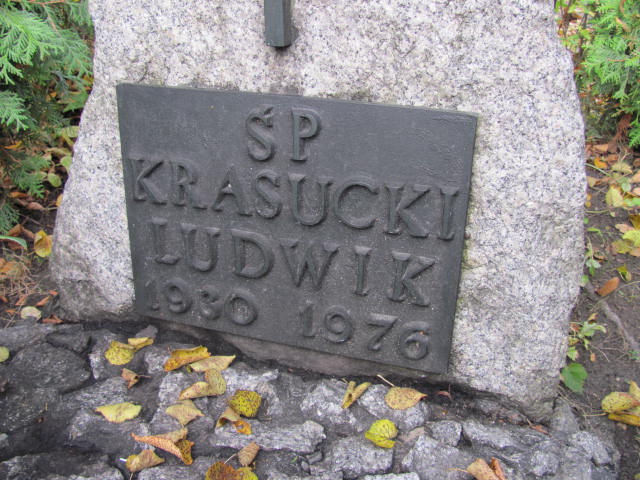 ŚP
KRASUCKI
LUDWIK
1930 1976